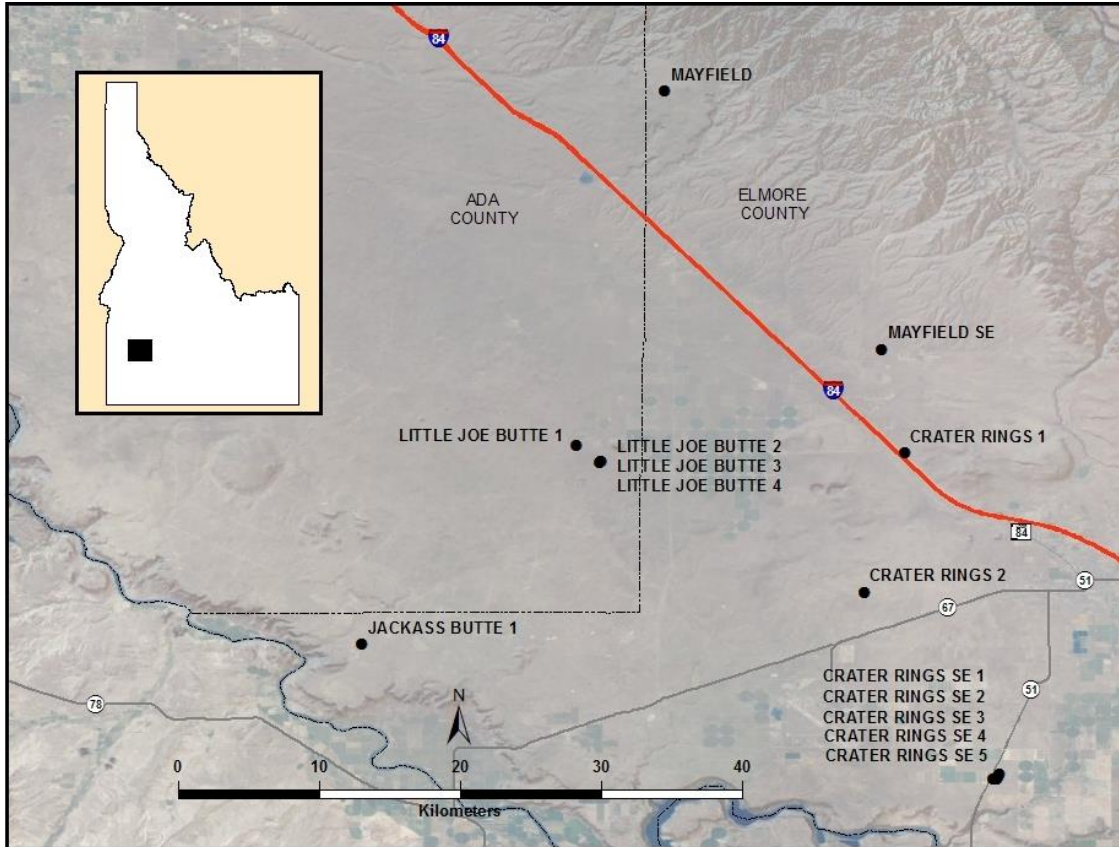 84
MAYFIELD
ADA
COUNTY
ELMORE
COUNTY
MAYFIELD SE
84
LITTLE JOE BUTTE 1
LITTLE JOE BUTTE 2
LITTLE JOE BUTTE 3
LITTLE JOE BUTTE 4
CRATER RINGS 1
84
CRATER RINGS 2
51
67
JACKASS BUTTE 1
CRATER RINGS SE 1
CRATER RINGS SE 2
CRATER RINGS SE 3
CRATER RINGS SE 4
CRATER RINGS SE 5
51
78
N
0 10 20 30 40
Kilometers